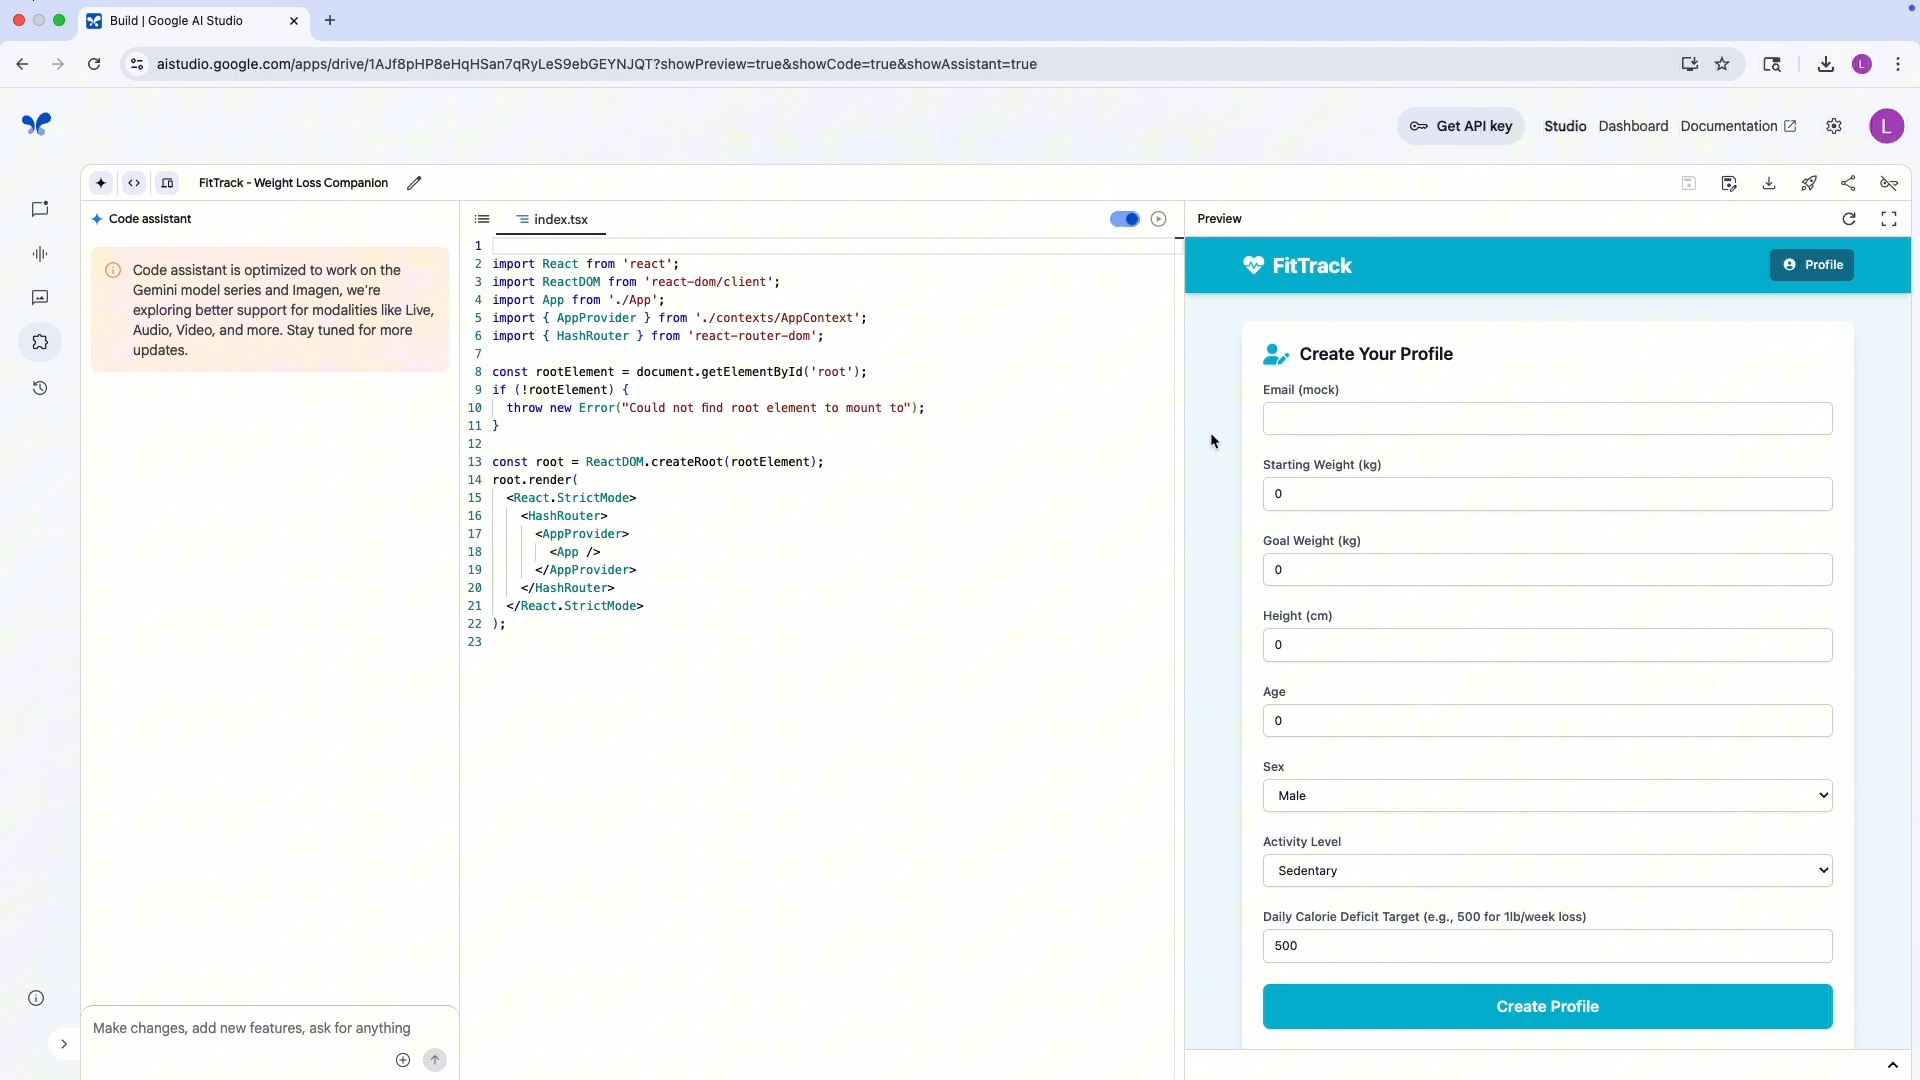 Build | Google AI Studio
aistudio.google.com/apps/drive/1AJf8pHP8eHqHSan7qRyLeS9ebGEYNJQT?showPreview=true&showCode=true&showAssistant=true
L
Get API key
Studio
Dashboard
Documentation
L
FitTrack - Weight Loss Companion
Code assistant
Code assistant is optimized to work on the
Gemini model series and Imagen, we're
exploring better support for modalities like Live,
Audio, Video, and more. Stay tuned for more
updates.
Make changes, add new features, ask for anything
index.tsx
1
2 import React from 'react';
3 import ReactDOM from 'react-dom/client';
4 import App from './App';
5 import { AppProvider } from './contexts/AppContext';
6 import { HashRouter } from 'react-router-dom';
7
8 const rootElement = document.getElementById('root');
9 if (!rootElement) {
10 throw new Error("Could not find root element to mount to");
11 }
12
13 const root = ReactDOM.createRoot(rootElement);
14 root.render(
15 <React.StrictMode>
16 <HashRouter>
17 <AppProvider>
18 <App />
19 </AppProvider>
20 </HashRouter>
21 </React.StrictMode>
22 );
23
Preview
FitTrack
Profile
Create Your Profile
Email (mock)
Starting Weight (kg)
0
Goal Weight (kg)
0
Height (cm)
0
Age
0
Sex
Male
Activity Level
Sedentary
Daily Calorie Deficit Target (e.g., 500 for 1lb/week loss)
500
Create Profile